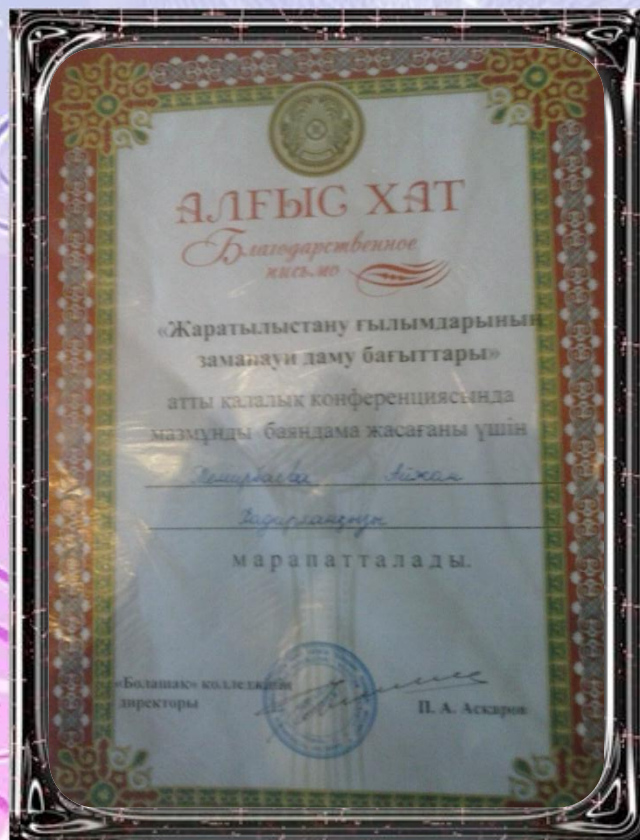 АЛҒЫС ХАТ
Благодарственное
письмо
«Жаратылыстану ғылымдарының
заманауи даму бағыттары»
атты қалалық конференциясында
мазмұнды баяндама жасағаны үшін
Айжан
марапатталады.
«Болашақ» колледжінің
директоры
П. А. Аскаров